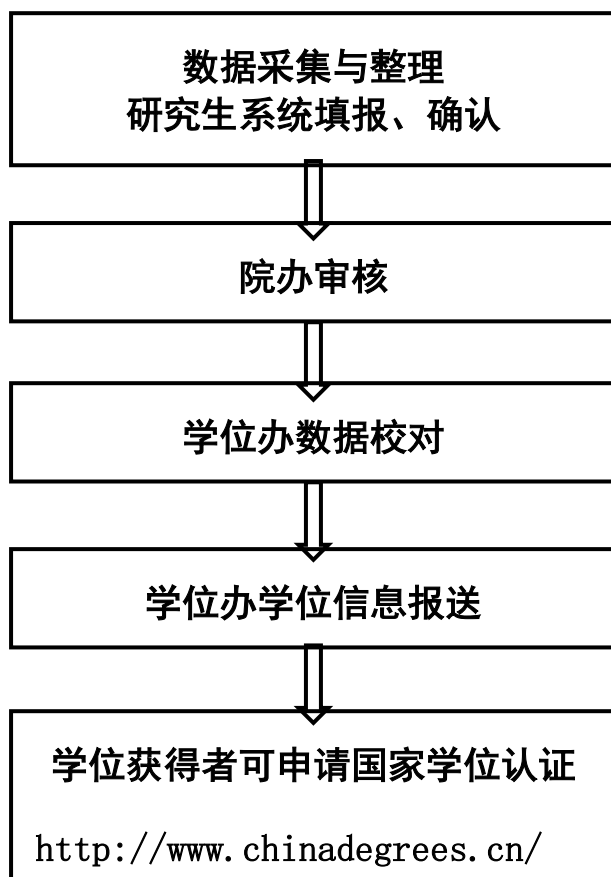 数据采集与整理
研究生系统填报、确认
院办审核
学位办数据校对
学位办学位信息报送
学位获得者可申请国家学位认证
http://www.chinadegrees.cn/